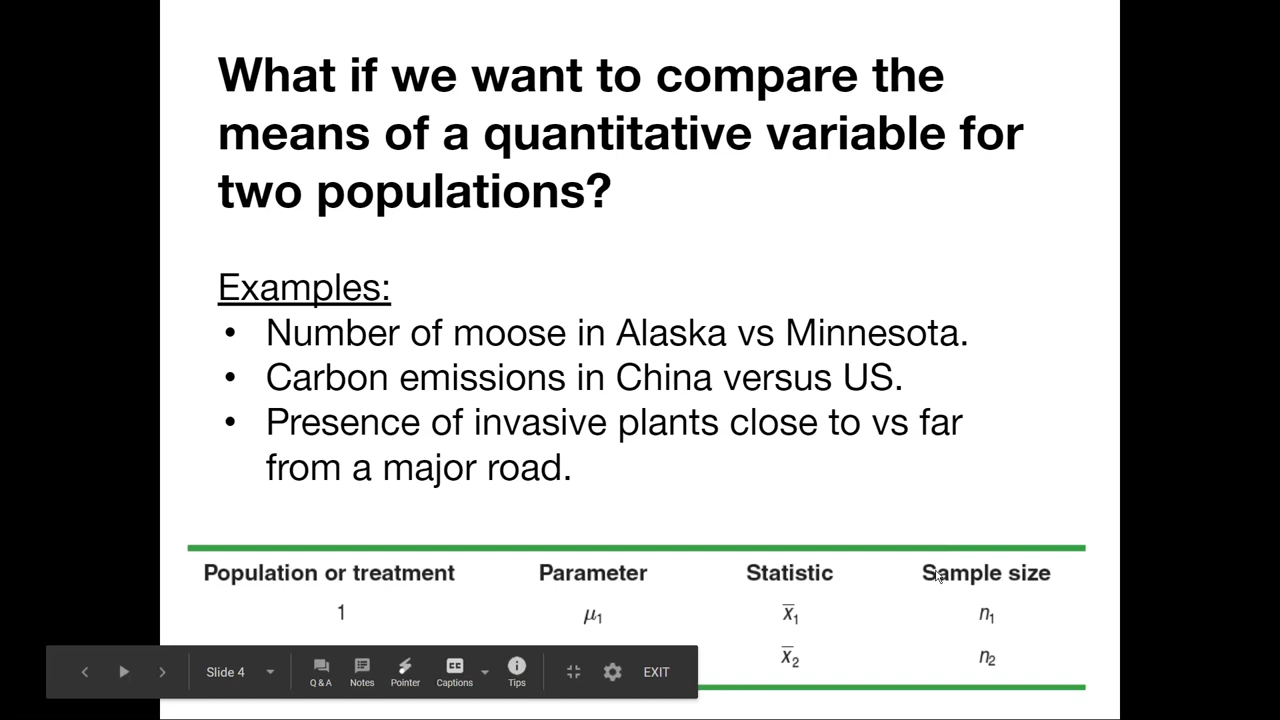 What if we want to compare the
means of a quantitative variable for
two populations?
Examples:
• Number of moose in Alaska vs Minnesota.
• Carbon emissions in China versus US.
• Presence of invasive plants close to vs far
from a major road.
Population or treatment Parameter Statistic Sample size
1 μ₁ x̅₁ n₁
x̅₂ n₂
Slide 4 Q & A Notes Pointer Captions Tips EXIT